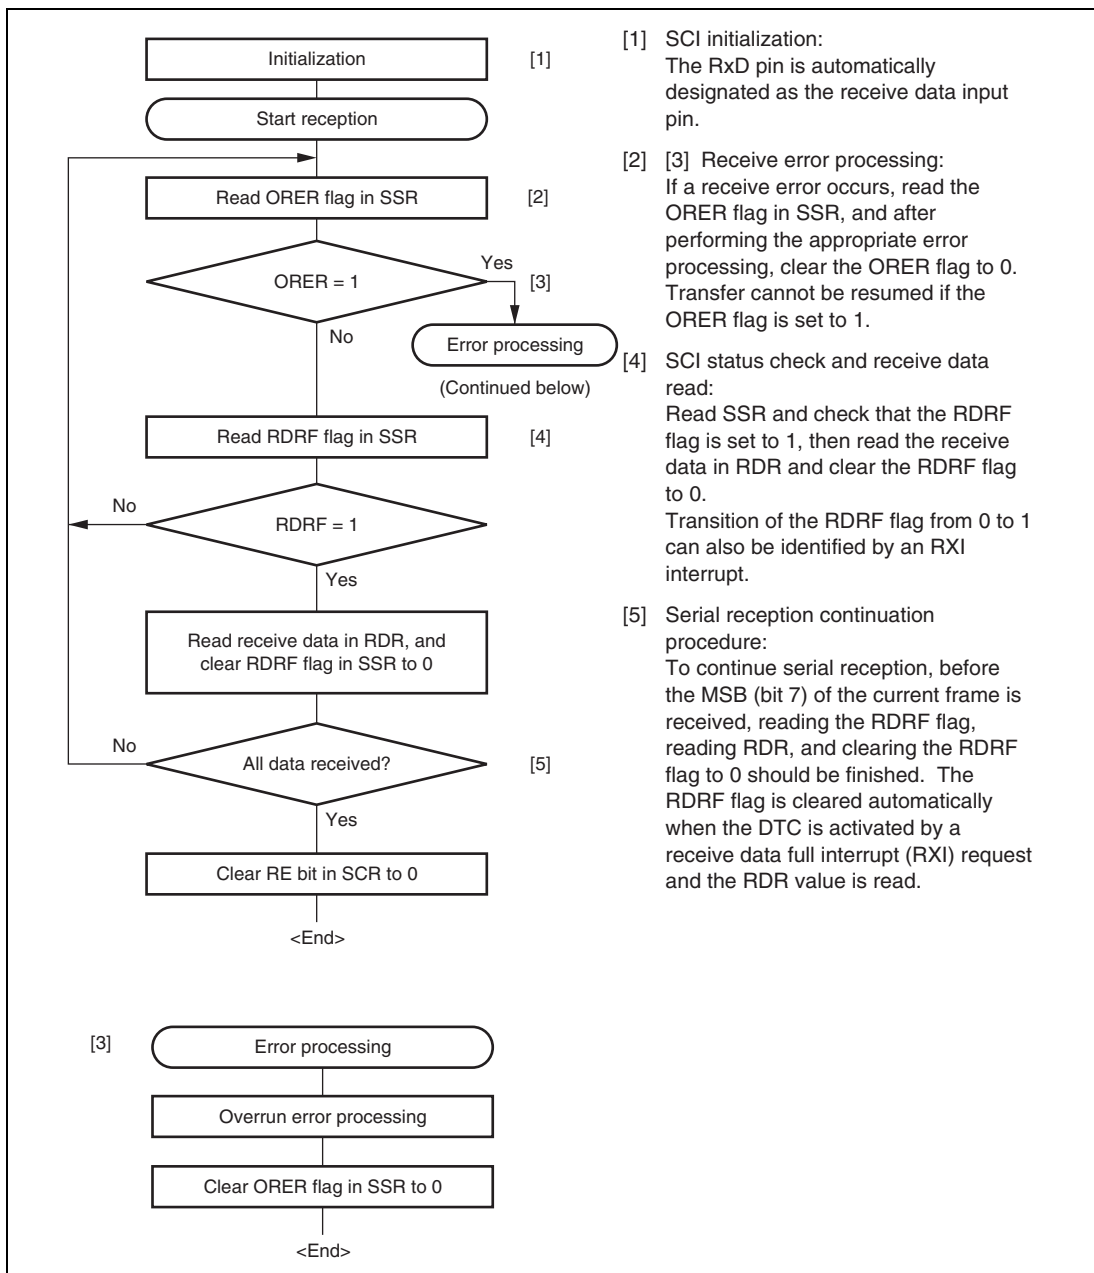 Initialization
[1]
Start reception
Read ORER flag in SSR
[2]
ORER = 1
Yes
[3]
No
Error processing
(Continued below)
Read RDRF flag in SSR
[4]
No
RDRF = 1
Yes
Read receive data in RDR, and
clear RDRF flag in SSR to 0
No
All data received?
[5]
Yes
Clear RE bit in SCR to 0
<End>
[3]
Error processing
Overrun error processing
Clear ORER flag in SSR to 0
<End>
[1] SCI initialization:
The RxD pin is automatically
designated as the receive data input
pin.
[2] [3] Receive error processing:
If a receive error occurs, read the
ORER flag in SSR, and after
performing the appropriate error
processing, clear the ORER flag to 0.
Transfer cannot be resumed if the
ORER flag is set to 1.
[4] SCI status check and receive data
read:
Read SSR and check that the RDRF
flag is set to 1, then read the receive
data in RDR and clear the RDRF flag
to 0.
Transition of the RDRF flag from 0 to 1
can also be identified by an RXI
interrupt.
[5] Serial reception continuation
procedure:
To continue serial reception, before
the MSB (bit 7) of the current frame is
received, reading the RDRF flag,
reading RDR, and clearing the RDRF
flag to 0 should be finished. The
RDRF flag is cleared automatically
when the DTC is activated by a
receive data full interrupt (RXI) request
and the RDR value is read.